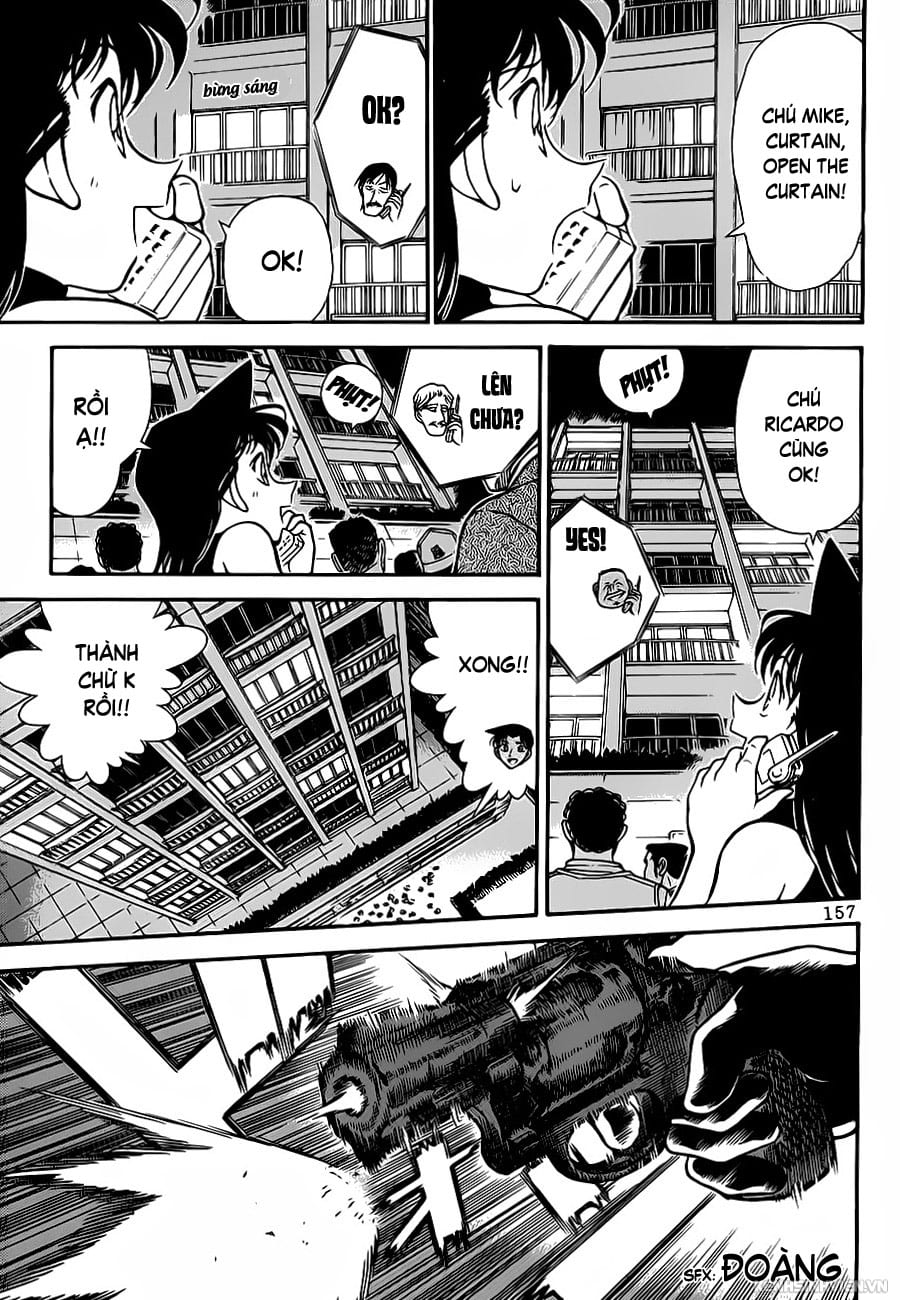 CHÚ MIKE,
CURTAIN,
OPEN THE
CURTAIN!
OK?
bừng sáng
OK!
PHỤT!
CHÚ
RICARDO
CŨNG
OK!
YES!
LÊN
CHƯA?
PHỤT!
RỒI
Ạ!!
XONG!!
THÀNH
CHỮ K
RỒI!!
157
SFX: ĐOÀNG